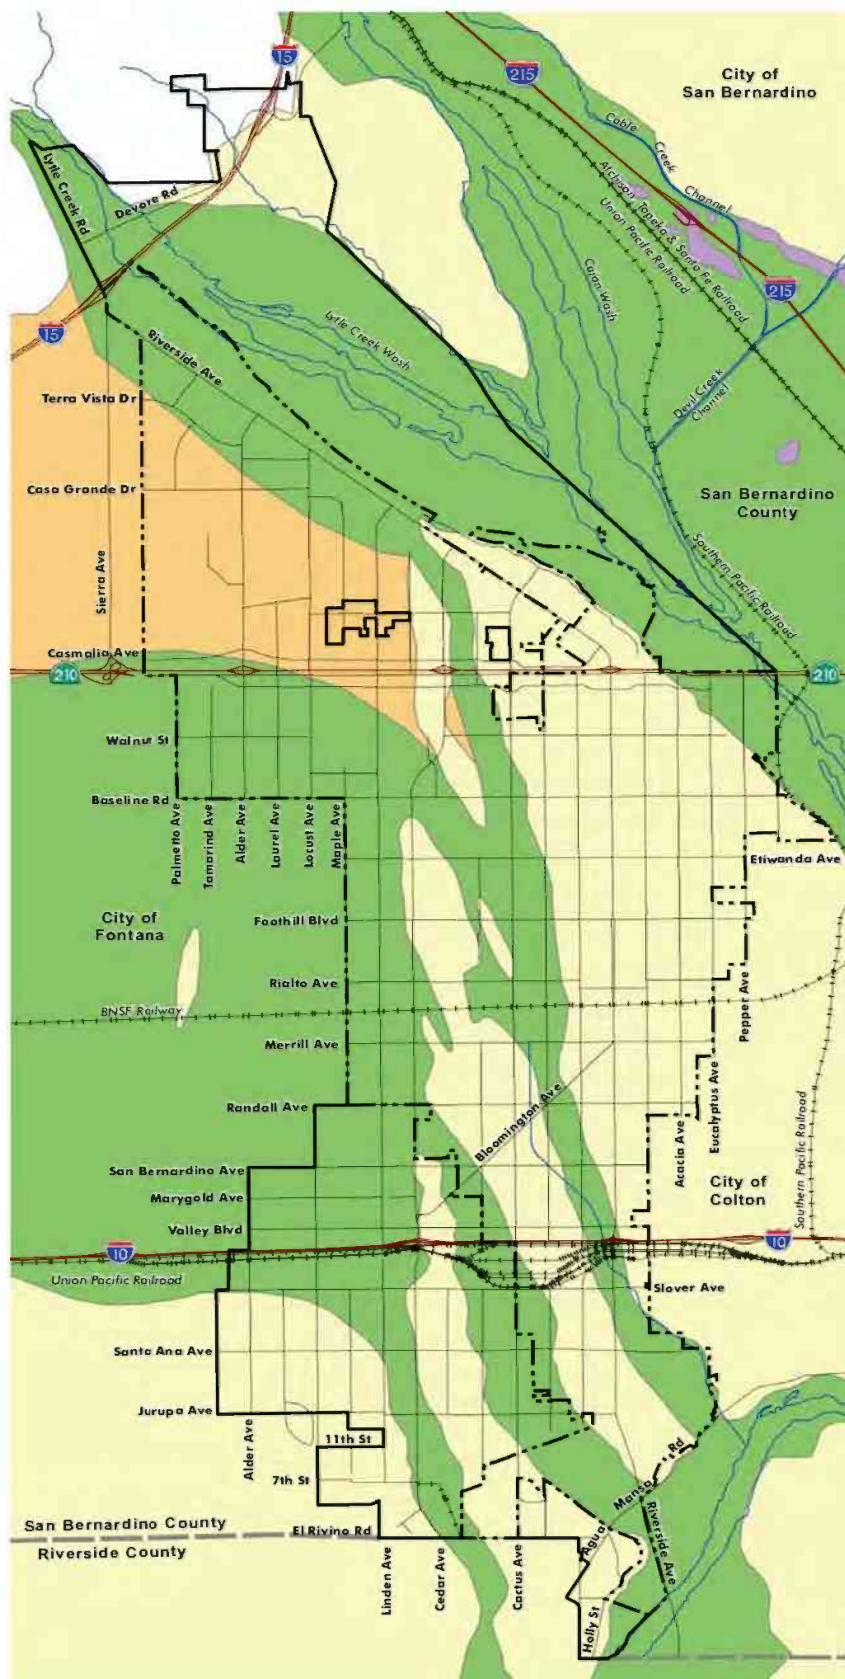 15
215
City of
San Bernardino
Cable
Creek
Channel
Lytle Creek Rd
Devore Rd
Atchison Topeka & Santa Fe Railroad
Union Pacific Railroad
Cajon Wash
215
15
Riverside Ave
Lytle Creek Wash
Devil Creek
Channel
Terra Vista Dr
Casa Grande Dr
San Bernardino
County
Sierra Ave
Southern Pacific Railroad
Casmalia Ave
210
210
Walnut St
Baseline Rd
Palmetto Ave
Tamarind Ave
Alder Ave
Laurel Ave
Locust Ave
Maple Ave
Etiwanda Ave
City of
Fontana
Foothill Blvd
Rialto Ave
Pepper Ave
BNSF Railway
Merrill Ave
Eucalyptus Ave
Randall Ave
Bloomington Ave
Acacia Ave
Southern Pacific Railroad
San Bernardino Ave
City of
Colton
Marygold Ave
Valley Blvd
10
10
Union Pacific Railroad
Slover Ave
Santa Ana Ave
Jurupa Ave
Alder Ave
11th St
7th St
Agua Mansa Rd
Riverside Ave
San Bernardino County
Riverside County
El Rivino Rd
Linden Ave
Cedar Ave
Cactus Ave
Holly St